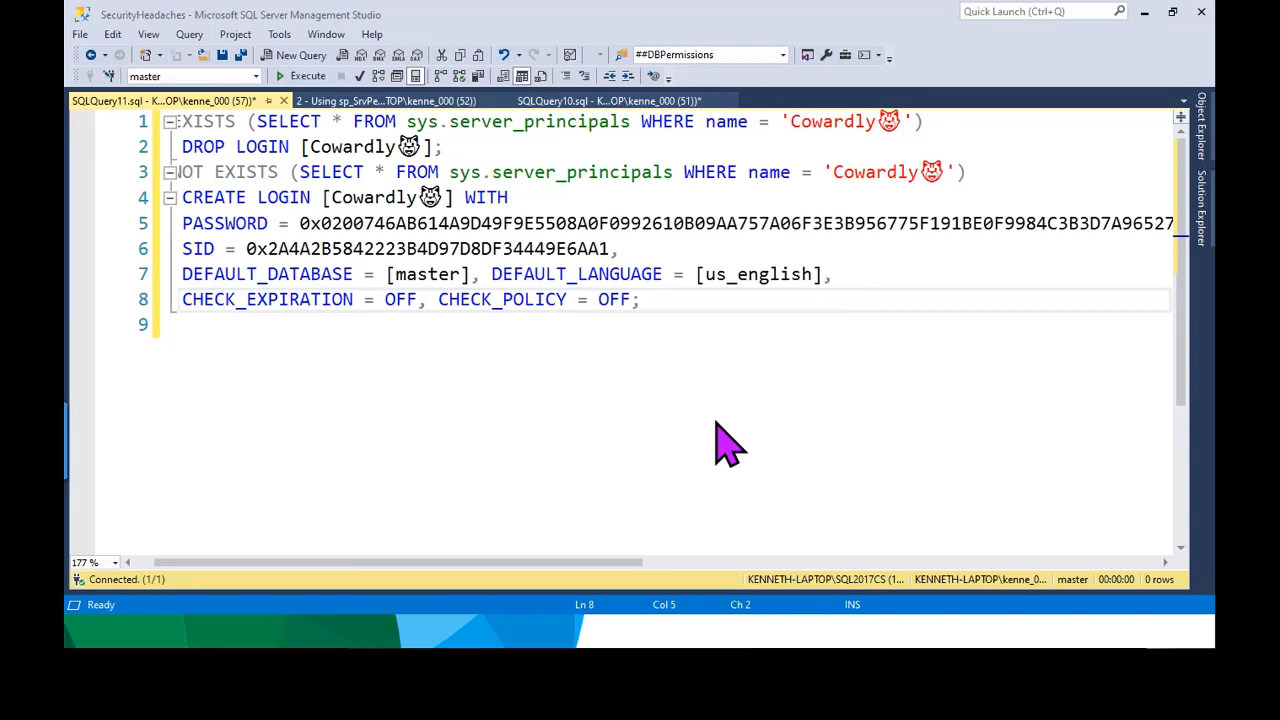 SecurityHeadaches - Microsoft SQL Server Management Studio
Quick Launch (Ctrl+Q)
File Edit View Query Project Tools Window Help
New Query
##DBPermissions
master
Execute
SQLQuery11.sql - K...OP\kenne_000 (57))*
2 - Using sp_SrvPe...TOP\kenne_000 (52))
SQLQuery10.sql - K...OP\kenne_000 (51))*
1 EXISTS (SELECT * FROM sys.server_principals WHERE name = 'Cowardly😈')
2 DROP LOGIN [Cowardly😈];
3 NOT EXISTS (SELECT * FROM sys.server_principals WHERE name = 'Cowardly😈')
4 CREATE LOGIN [Cowardly😈] WITH
5 PASSWORD = 0x0200746AB614A9D49F9E5508A0F0992610B09AA757A06F3E3B956775F191BE0F9984C3B3D7A96527
6 SID = 0x2A4A2B5842223B4D97D8DF34449E6AA1,
7 DEFAULT_DATABASE = [master], DEFAULT_LANGUAGE = [us_english],
8 CHECK_EXPIRATION = OFF, CHECK_POLICY = OFF;
9
Object Explorer
Solution Explorer
177 %
Connected. (1/1)
KENNETH-LAPTOP\SQL2017CS (1...
KENNETH-LAPTOP\kenne_0...
master
00:00:00
0 rows
Ready
Ln 8
Col 5
Ch 2
INS